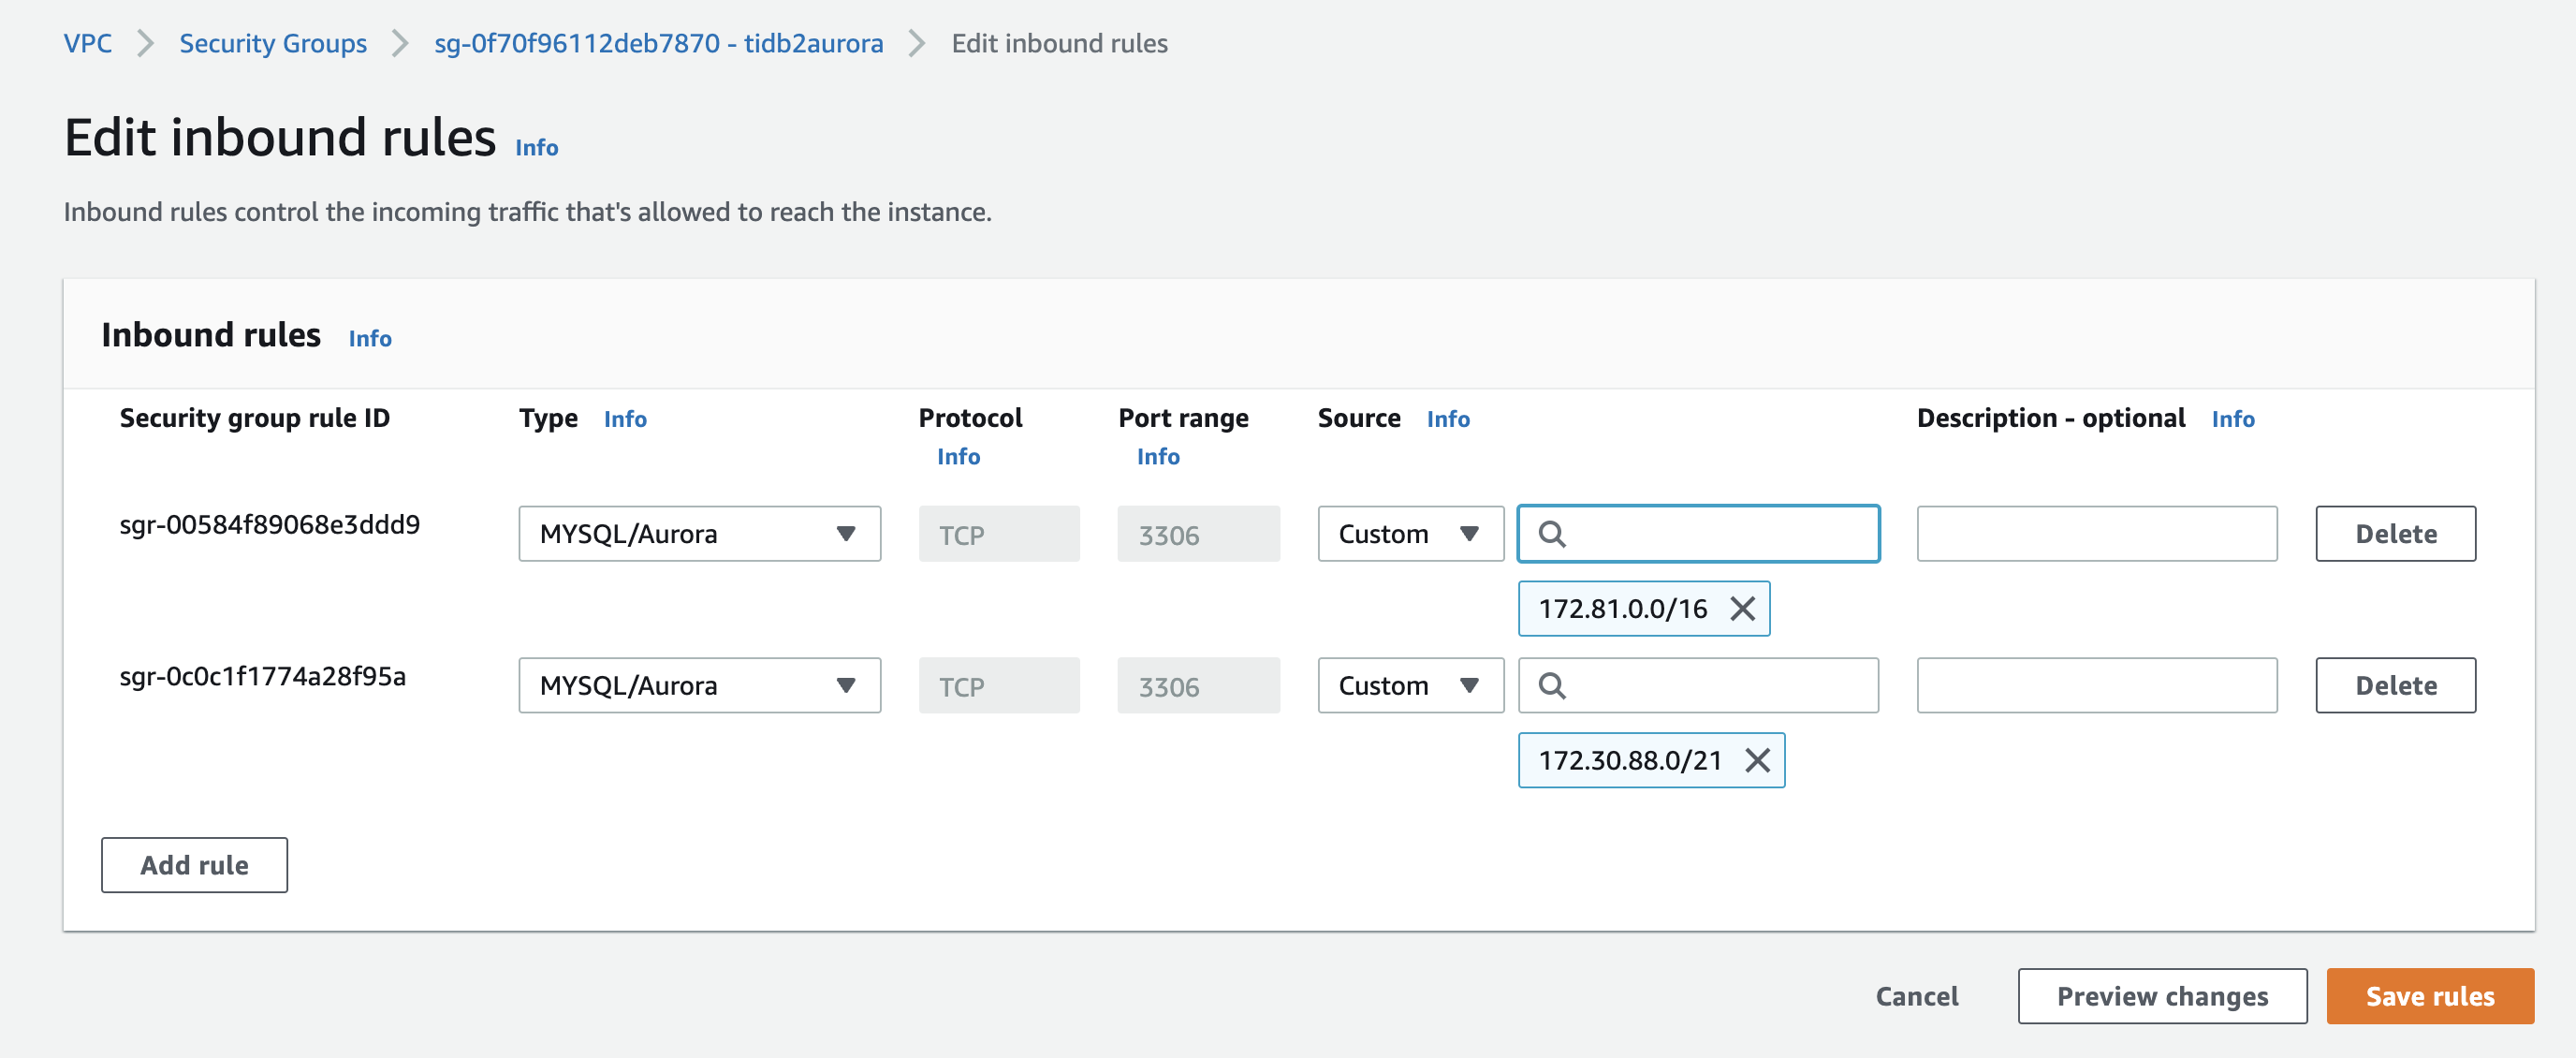 VPC > Security Groups > sg-0f70f96112deb7870 - tidb2aurora > Edit inbound rules
Edit inbound rules Info
Inbound rules control the incoming traffic that's allowed to reach the instance.
Inbound rules Info
Security group rule ID Type Info Protocol Info Port range Info Source Info Description - optional Info
sgr-00584f89068e3ddd9 MYSQL/Aurora TCP 3306 Custom Delete
172.81.0.0/16
sgr-0c0c1f1774a28f95a MYSQL/Aurora TCP 3306 Custom Delete
172.30.88.0/21
Add rule
Cancel Preview changes Save rules